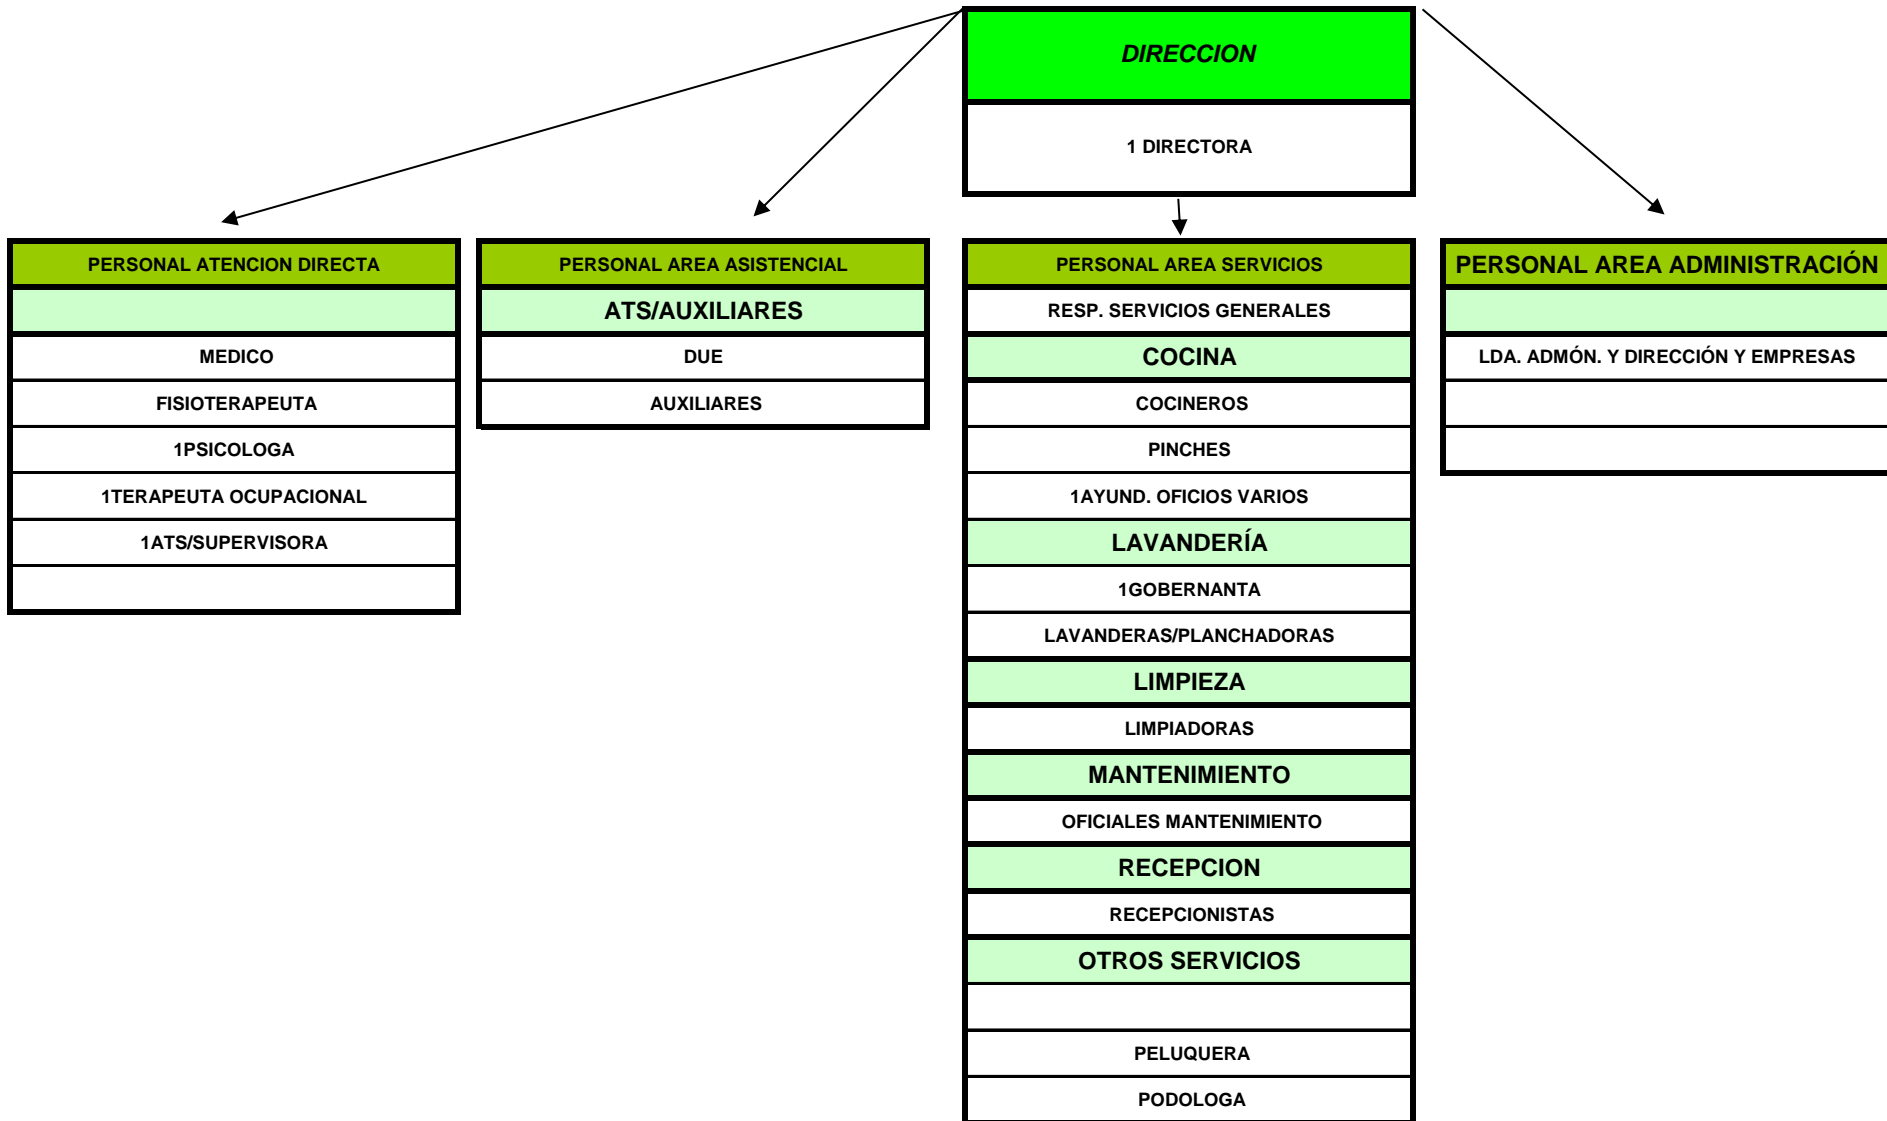 DIRECCION
1 DIRECTORA
PERSONAL ATENCION DIRECTA
MEDICO
FISIOTERAPEUTA
1PSICOLOGA
1TERAPEUTA OCUPACIONAL
1ATS/SUPERVISORA
PERSONAL AREA ASISTENCIAL
ATS/AUXILIARES
DUE
AUXILIARES
PERSONAL AREA SERVICIOS
RESP. SERVICIOS GENERALES
COCINA
COCINEROS
PINCHES
1AYUND. OFICIOS VARIOS
LAVANDERÍA
1GOBERNANTA
LAVANDERAS/PLANCHADORAS
LIMPIEZA
LIMPIADORAS
MANTENIMIENTO
OFICIALES MANTENIMIENTO
RECEPCION
RECEPCIONISTAS
OTROS SERVICIOS
PELUQUERA
PODOLOGA
PERSONAL AREA ADMINISTRACIÓN
LDA. ADMÓN. Y DIRECCIÓN Y EMPRESAS